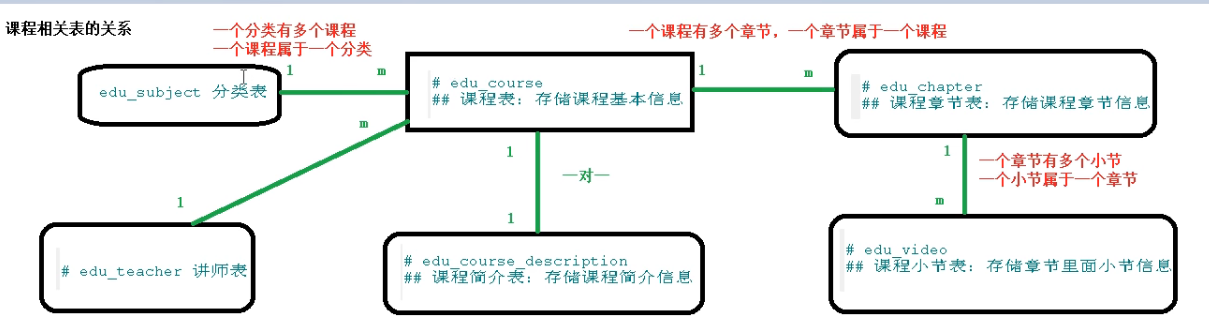 课程相关表的关系
一个分类有多个课程
一个课程属于一个分类
一个课程有多个章节，一个章节属于一个课程
edu_subject 分类表
1
m
# edu_course
## 课程表：存储课程基本信息
1
m
# edu_chapter
## 课程章节表：存储课程章节信息
m
1
1
一对一
1
1
一个章节有多个小节
一个小节属于一个章节
m
# edu_teacher 讲师表
# edu_course_description
## 课程简介表：存储课程简介信息
# edu_video
## 课程小节表：存储章节里面小节信息